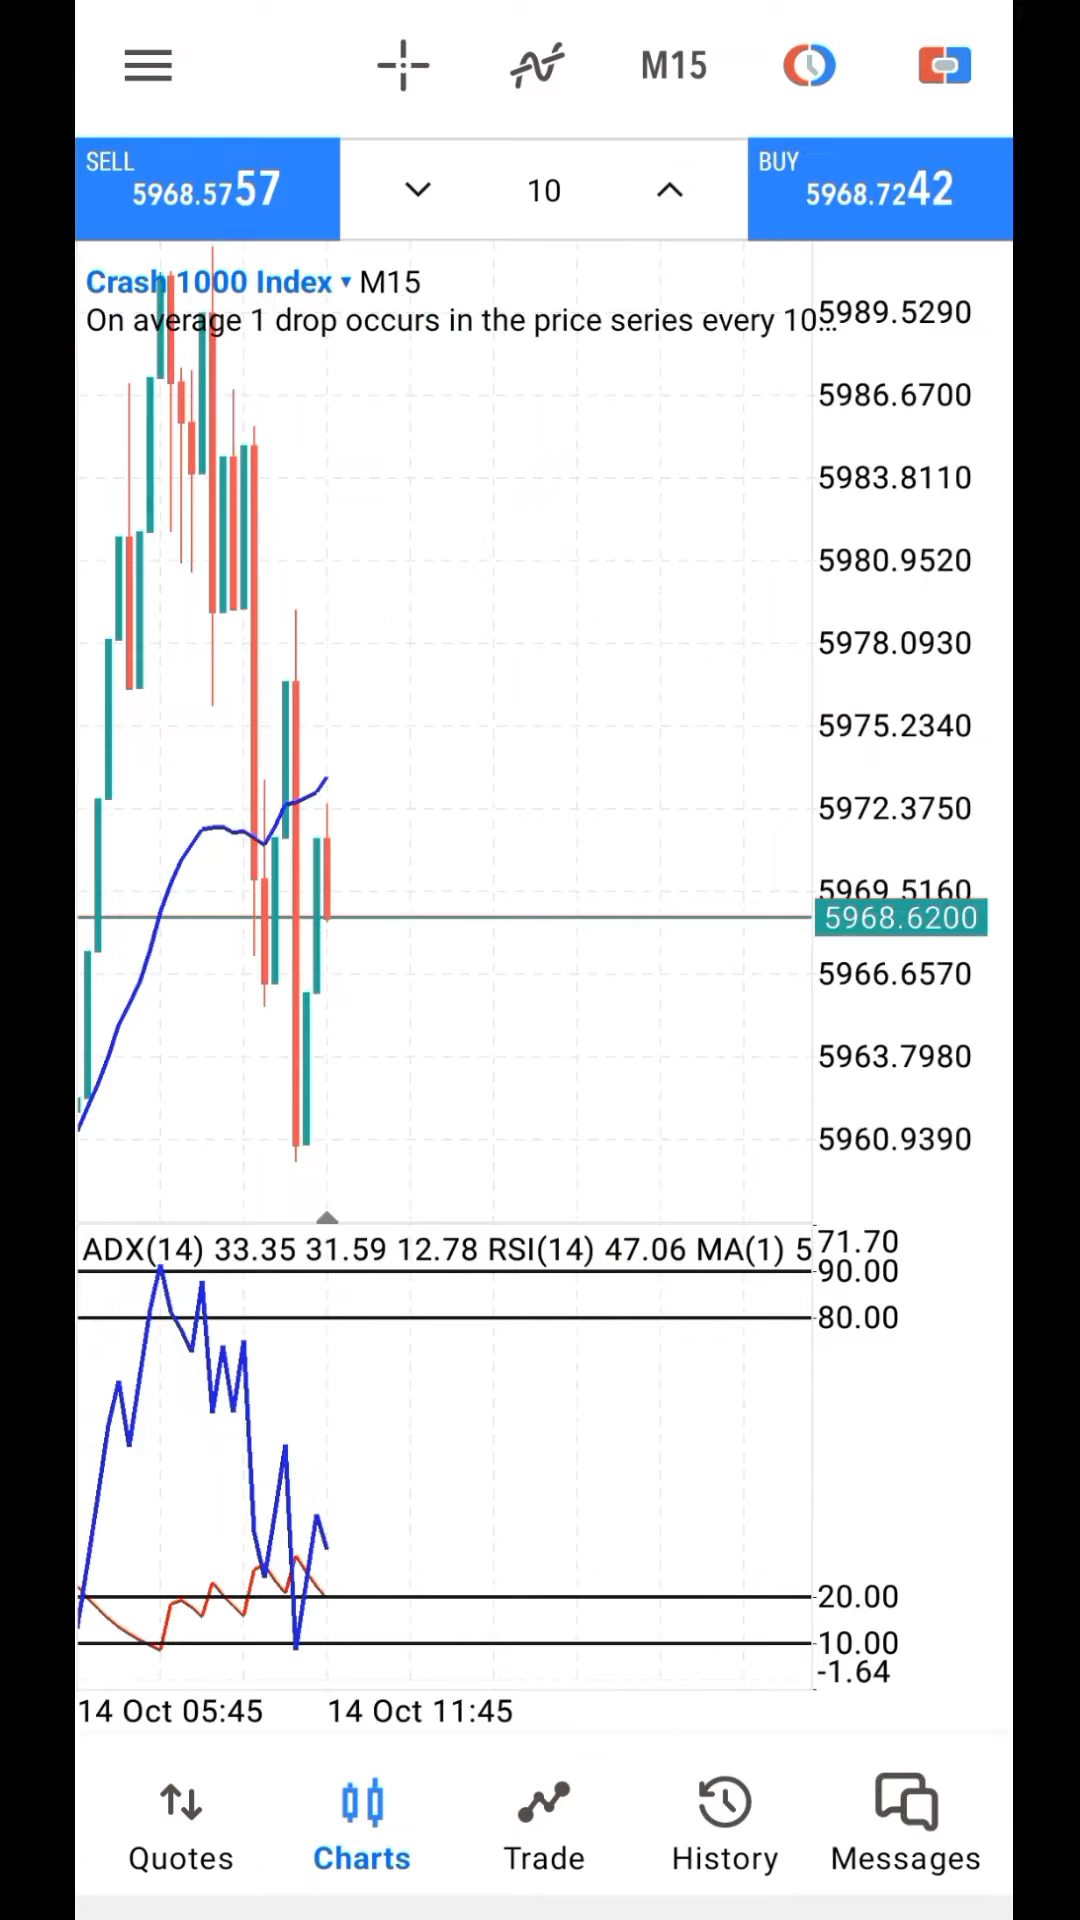 M15
SELL
5968.5757
10
BUY
5968.7242
Crash 1000 Index ▾ M15
On average 1 drop occurs in the price series every 10...
5989.5290
5986.6700
5983.8110
5980.9520
5978.0930
5975.2340
5972.3750
5969.5160
5968.6200
5966.6570
5963.7980
5960.9390
ADX(14) 33.35 31.59 12.78 RSI(14) 47.06 MA(1) 5
71.70
90.00
80.00
20.00
10.00
-1.64
14 Oct 05:45
14 Oct 11:45
Quotes
Charts
Trade
History
Messages